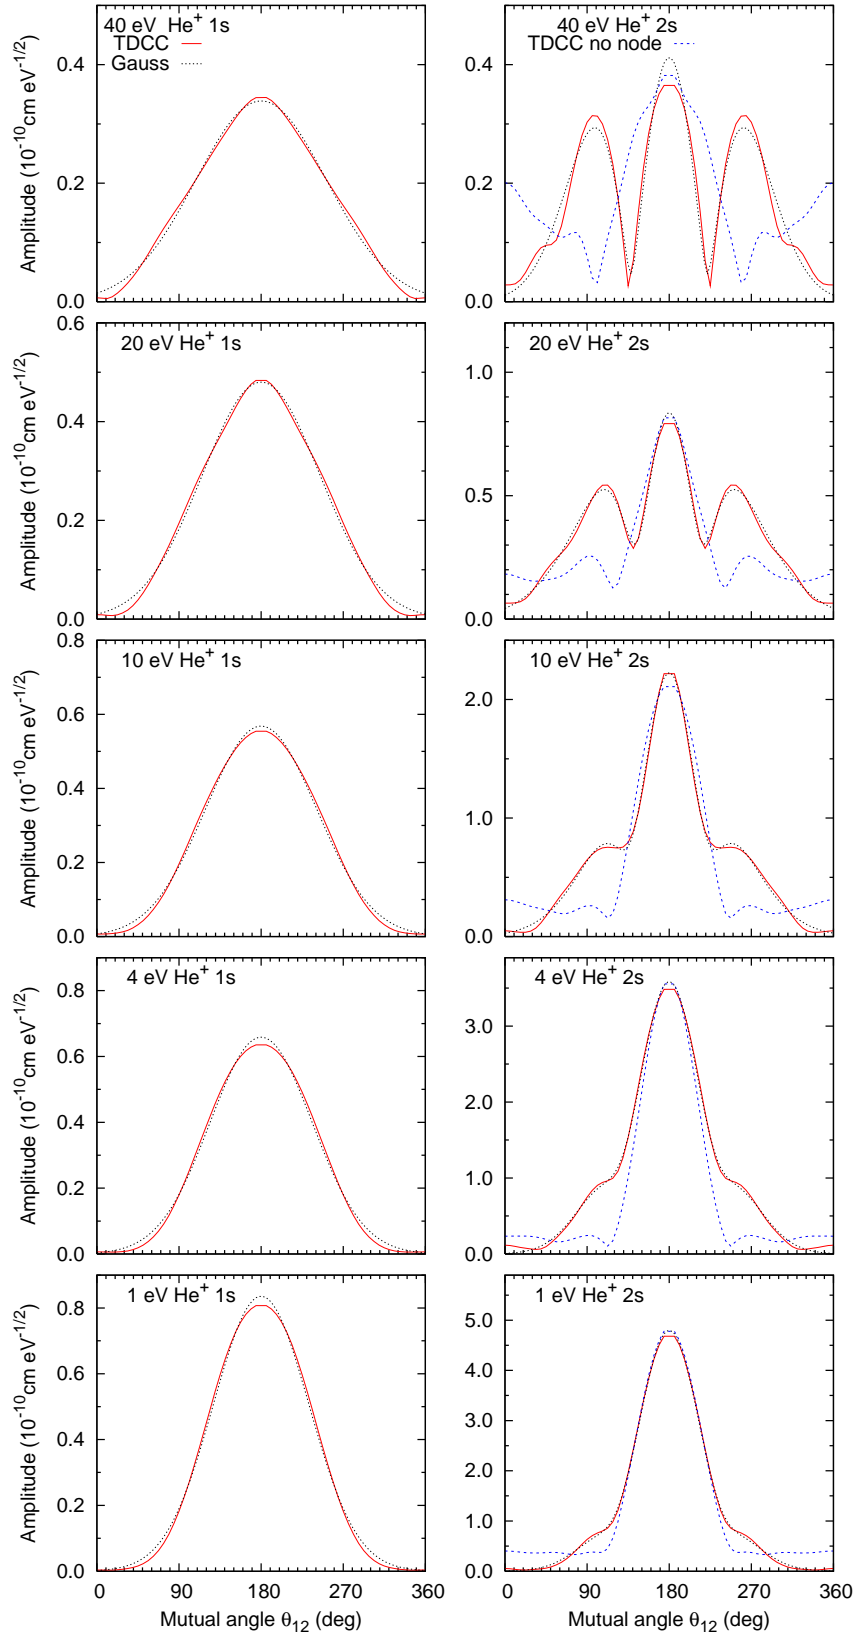 40 eV He+ 1s
TDCC
Gauss
Amplitude (10-10cm eV-1/2)
0.4
0.2
0.0
40 eV He+ 2s
TDCC no node
0.4
0.2
0.0
20 eV He+ 1s
Amplitude (10-10cm eV-1/2)
0.6
0.4
0.2
0.0
20 eV He+ 2s
1.0
0.5
0.0
10 eV He+ 1s
Amplitude (10-10cm eV-1/2)
0.8
0.6
0.4
0.2
0.0
10 eV He+ 2s
2.0
1.0
0.0
4 eV He+ 1s
Amplitude (10-10cm eV-1/2)
0.8
0.6
0.4
0.2
0.0
4 eV He+ 2s
3.0
2.0
1.0
0.0
1 eV He+ 1s
Amplitude (10-10cm eV-1/2)
0.8
0.6
0.4
0.2
0.0
0 90 180 270 360
Mutual angle θ12 (deg)
1 eV He+ 2s
5.0
4.0
3.0
2.0
1.0
0.0
0 90 180 270 360
Mutual angle θ12 (deg)